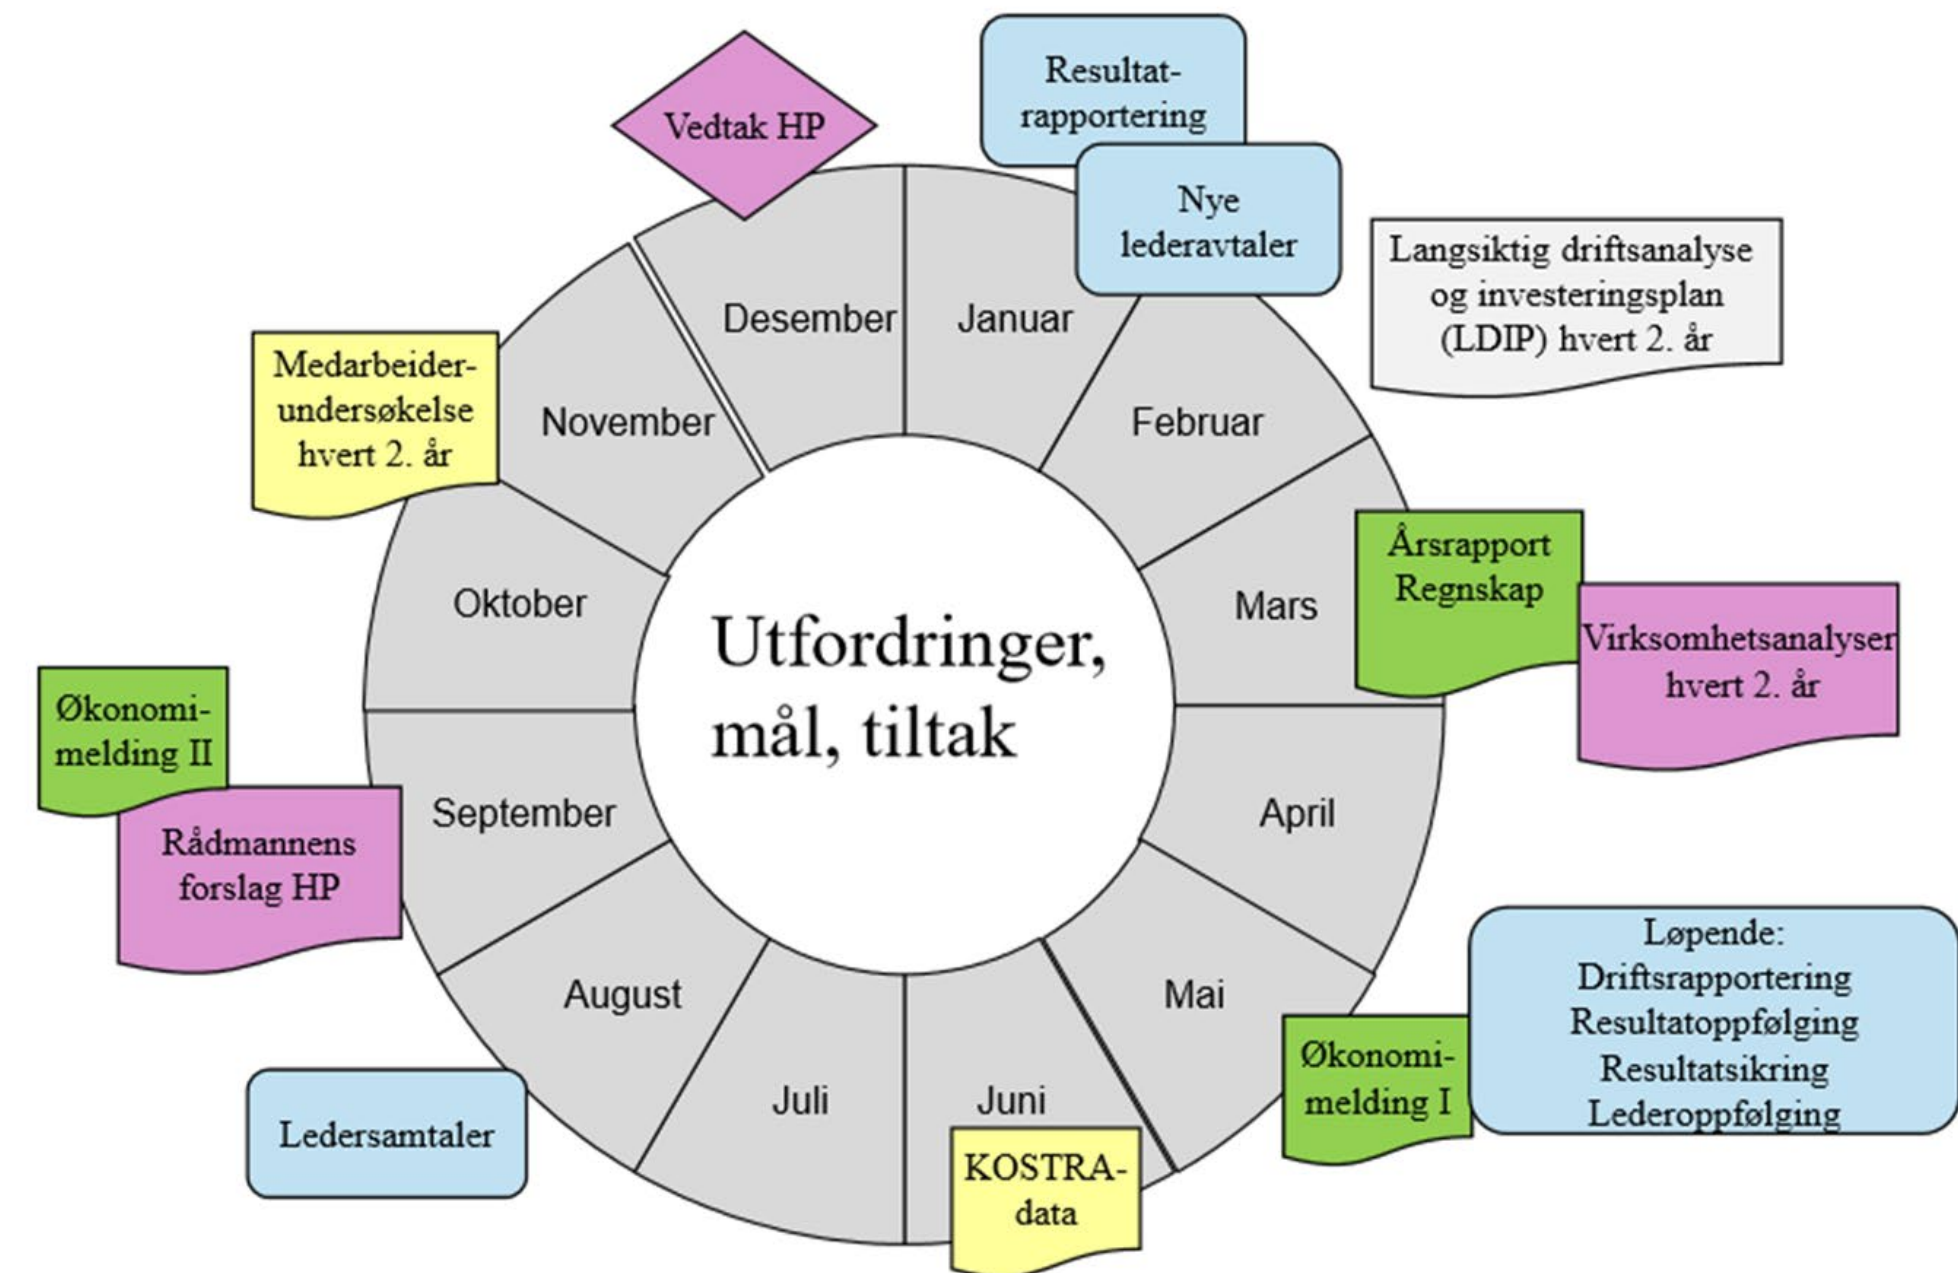 Resultat-
rapportering
Vedtak HP
Nye
lederavtaler
Langsiktig driftsanalyse
og investeringsplan
(LDIP) hvert 2. år
Desember
Januar
Medarbeider-
undersøkelse
hvert 2. år
November
Februar
Årsrapport
Regnskap
Oktober
Mars
Utfordringer,
mål, tiltak
Virksomhetsanalyser
hvert 2. år
Økonomi-
melding II
September
April
Rådmannens
forslag HP
Løpende:
Driftsrapportering
Resultatoppfølging
Resultatsikring
Lederoppfølging
August
Mai
Økonomi-
melding I
Juli
Juni
Ledersamtaler
KOSTRA-
data